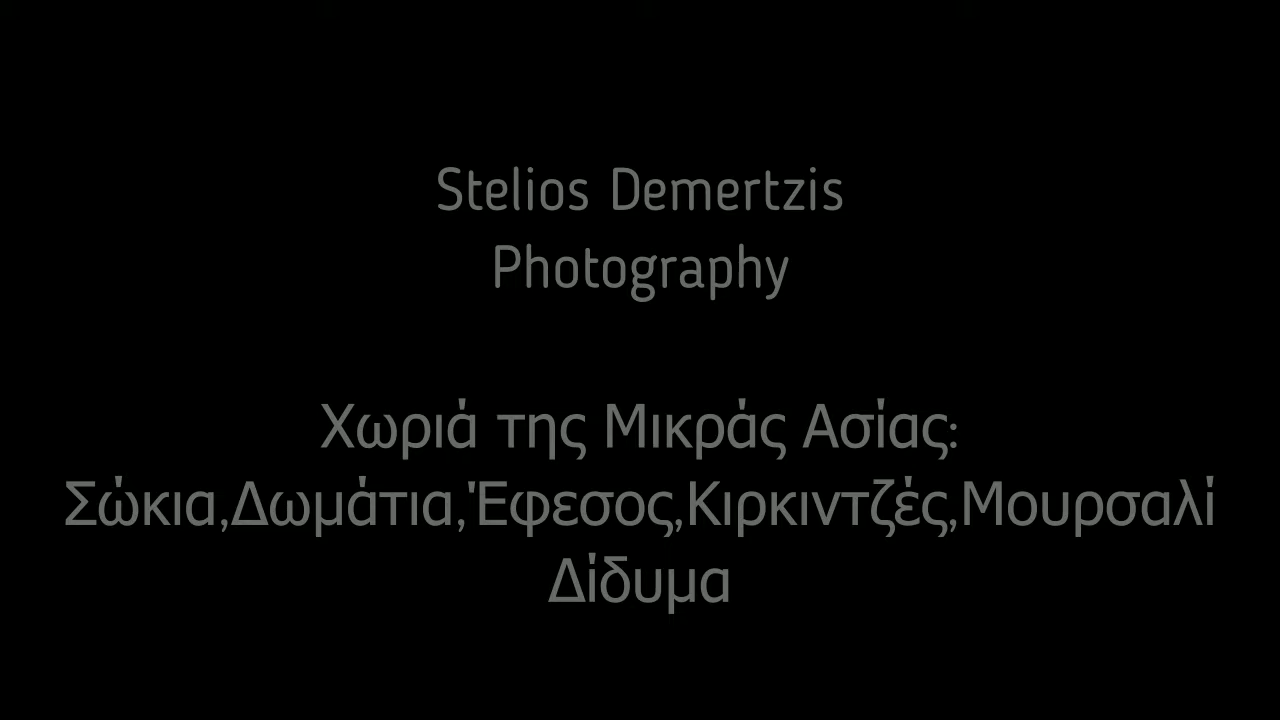 Stelios Demertzis
Photography
Χωριά της Μικράς Ασίας:
Σώκια,Δωμάτια,Έφεσος,Κιρκιντζές,Μουρσαλί
Δίδυμα